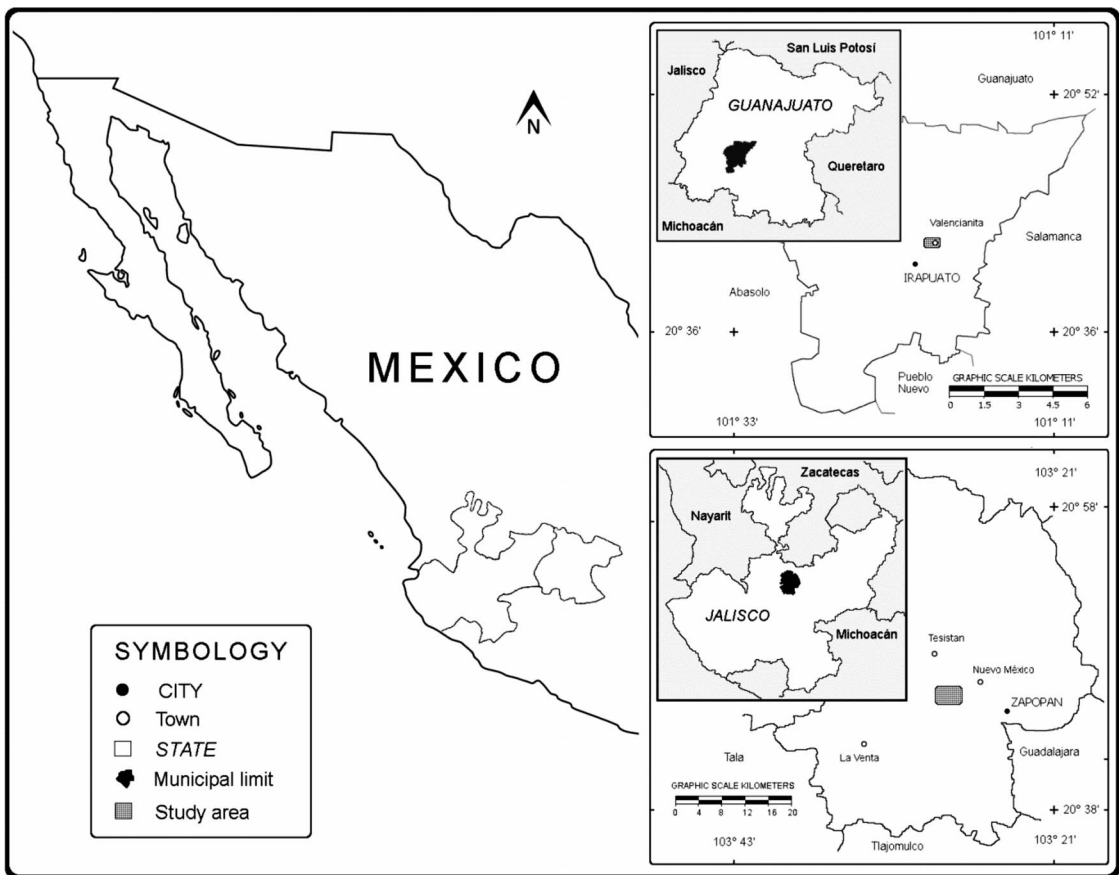 MEXICO
N
SYMBOLOGY
CITY
Town
STATE
Municipal limit
Study area
101° 11'
San Luis Potosí
Jalisco
Guanajuato
20° 52'
GUANAJUATO
Queretaro
Michoacán
Valencianita
Salamanca
IRAPUATO
Abasolo
20° 36'
20° 36'
Pueblo
Nuevo
GRAPHIC SCALE KILOMETERS
0 1.5 3 4.5 6
101° 33'
101° 11'
103° 21'
Zacatecas
20° 58'
Nayarit
JALISCO
Michoacán
Tesistan
Nuevo México
ZAPOPAN
La Venta
Tala
Guadalajara
GRAPHIC SCALE KILOMETERS
0 4 8 12 16 20
20° 38'
103° 43'
Tlajomulco
103° 21'